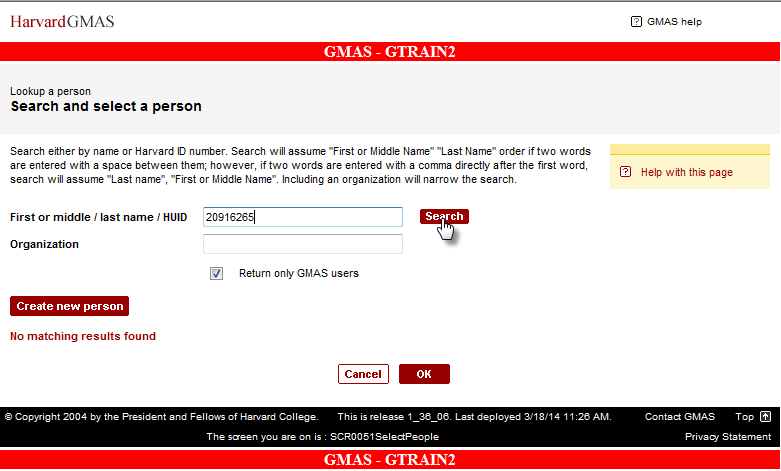 HarvardGMAS
? GMAS help
GMAS - GTRAIN2
Lookup a person
Search and select a person
Search either by name or Harvard ID number. Search will assume "First or Middle Name" "Last Name" order if two words
are entered with a space between them; however, if two words are entered with a comma directly after the first word,
search will assume "Last name", "First or Middle Name". Including an organization will narrow the search.
? Help with this page
First or middle / last name / HUID 20916265 Search
Organization
Return only GMAS users
Create new person
No matching results found
Cancel OK
© Copyright 2004 by the President and Fellows of Harvard College. This is release 1_36_06. Last deployed 3/18/14 11:26 AM. Contact GMAS Top
The screen you are on is : SCR0051SelectPeople Privacy Statement
GMAS - GTRAIN2